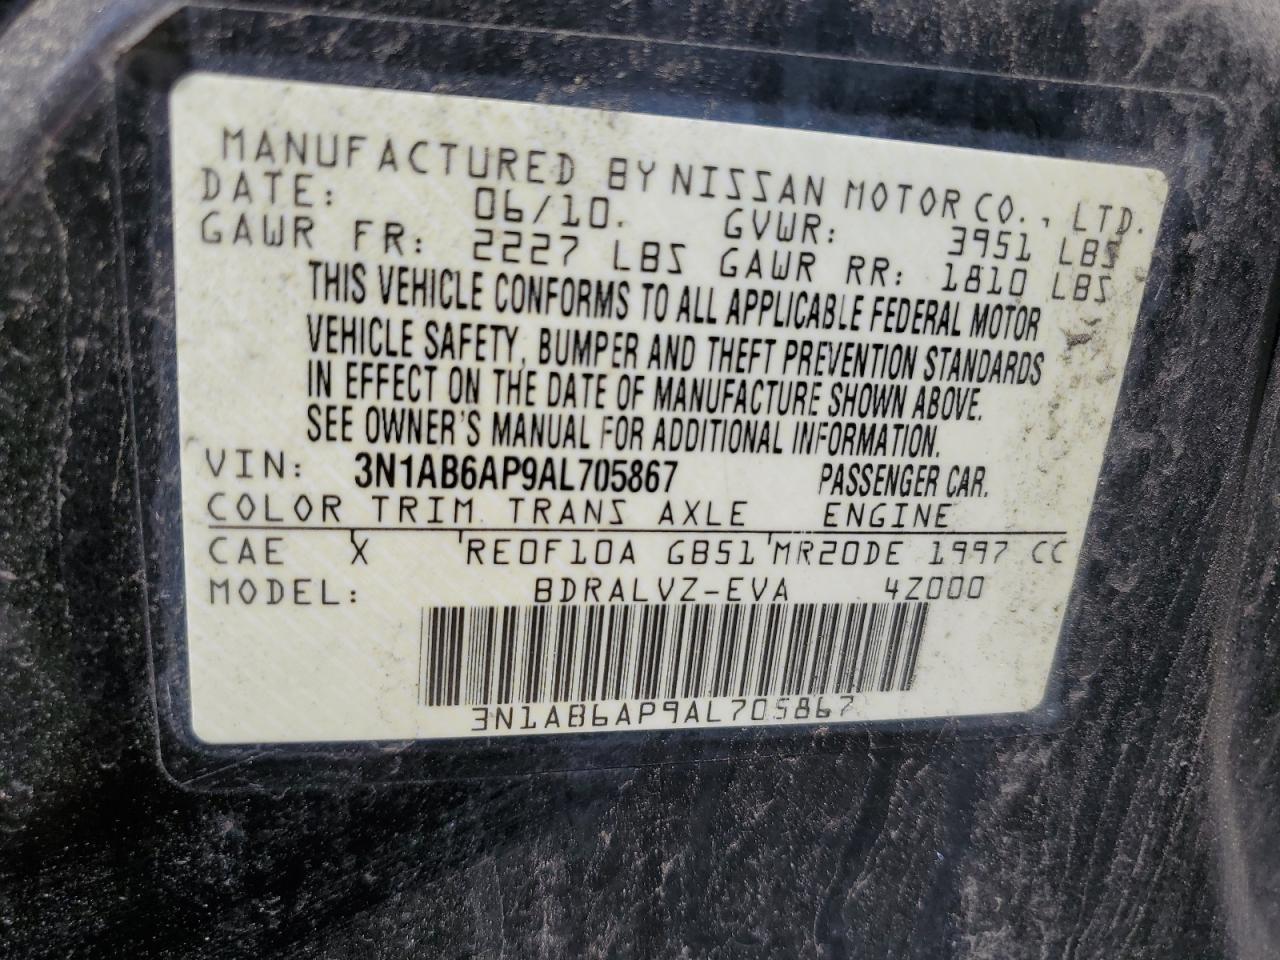 MANUFACTURED BY NISSAN MOTOR CO., LTD.
DATE: 06/10. GVWR: 3951 LBS
GAWR FR: 2227 LBS GAWR RR: 1810 LBS
THIS VEHICLE CONFORMS TO ALL APPLICABLE FEDERAL MOTOR
VEHICLE SAFETY, BUMPER AND THEFT PREVENTION STANDARDS
IN EFFECT ON THE DATE OF MANUFACTURE SHOWN ABOVE.
SEE OWNER'S MANUAL FOR ADDITIONAL INFORMATION.
VIN: 3N1AB6AP9AL705867 PASSENGER CAR.
COLOR TRIM TRANS AXLE ENGINE
CAE X RE0F10A GB51 MR20DE 1997 CC
MODEL: BDRALVZ-EVA 4Z000
3N1AB6AP9AL705867